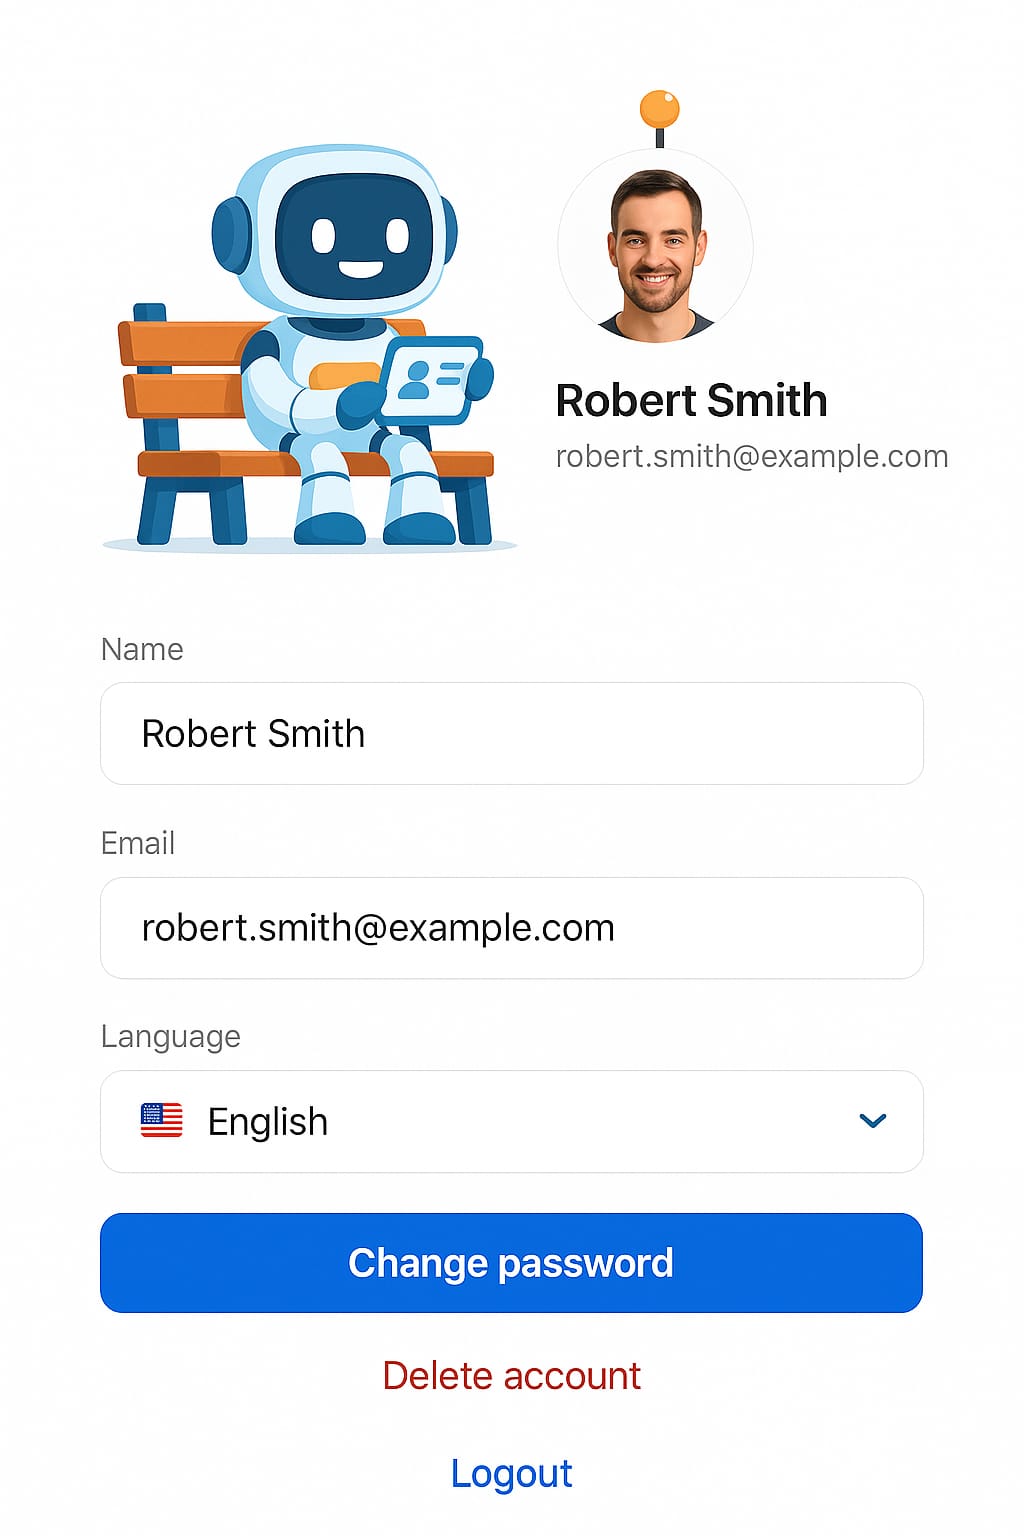 Robert Smith
robert.smith@example.com
Name
Robert Smith
Email
robert.smith@example.com
Language
English
Change password
Delete account
Logout